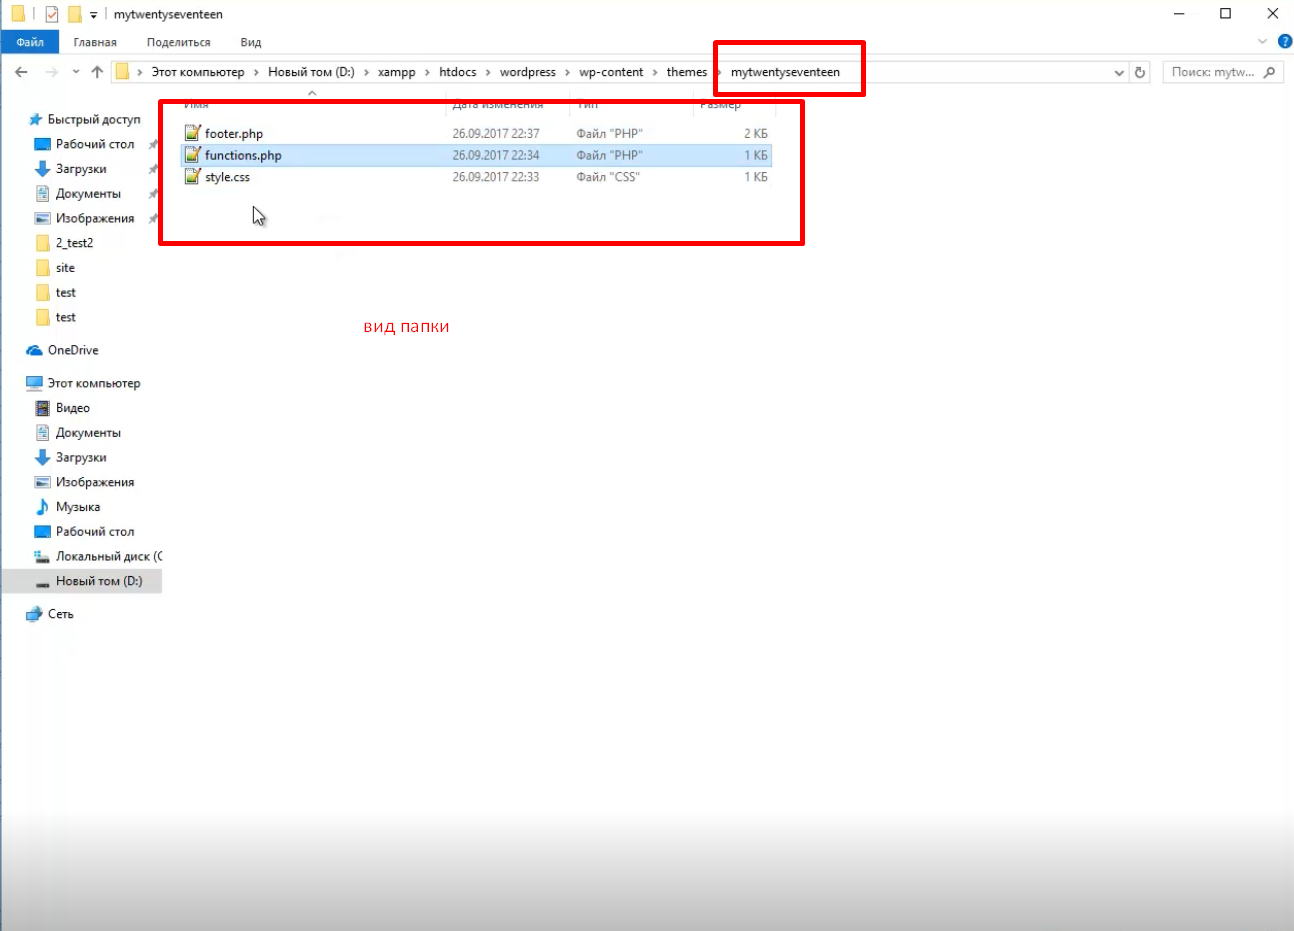 mytwentyseventeen
Файл Главная Поделиться Вид
Этот компьютер Новый том (D:) xampp htdocs wordpress wp-content themes mytwentyseventeen Поиск: mytw...
Имя Дата изменения Тип Размер
footer.php 26.09.2017 22:37 Файл "PHP" 2 КБ
functions.php 26.09.2017 22:34 Файл "PHP" 1 КБ
style.css 26.09.2017 22:33 Файл "CSS" 1 КБ
Быстрый доступ
Рабочий стол
Загрузки
Документы
Изображения
2_test2
site
test
test
OneDrive
Этот компьютер
Видео
Документы
Загрузки
Изображения
Музыка
Рабочий стол
Локальный диск (C
Новый том (D:)
Сеть
вид папки